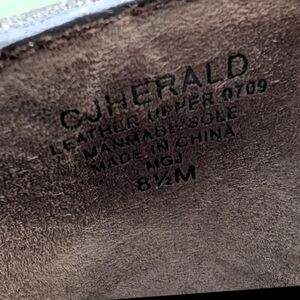 CJHERALD
LEATHER UPPER 0709
MANMADE SOLE
MADE IN CHINA
MGJ
8½M